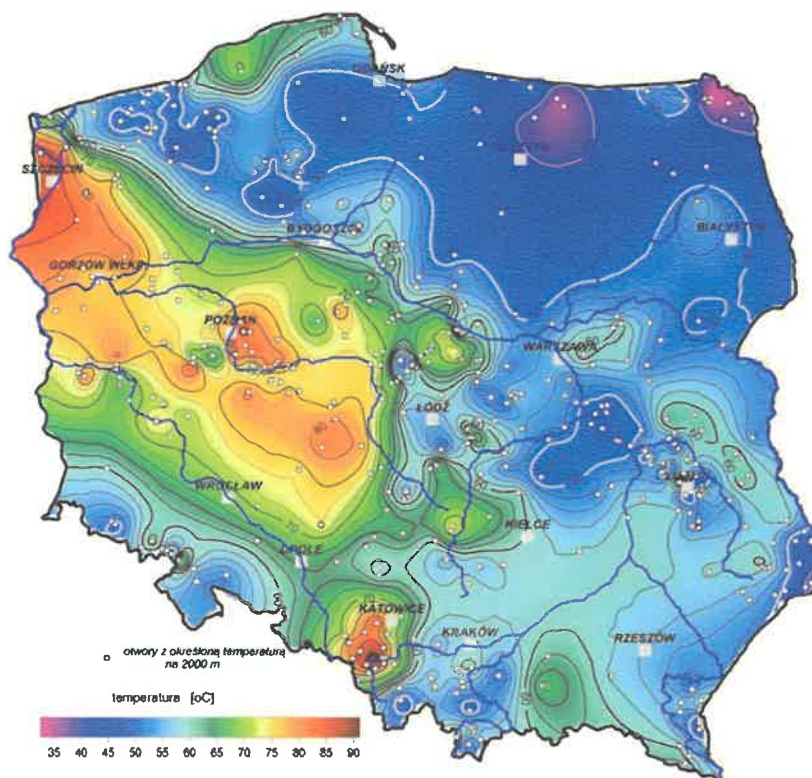 GDAŃSK
SZCZECIN
BYDGOSZCZ
BIAŁYSTOK
GORZÓW WLKP.
POZNAŃ
WARSZAWA
ŁÓDŹ
WROCŁAW
KIELCE
OPOLE
KATOWICE
KRAKÓW
RZESZÓW
otwory z określoną temperaturą
na 2000 m
temperatura [oC]
35 40 45 50 55 60 65 70 75 80 85 90